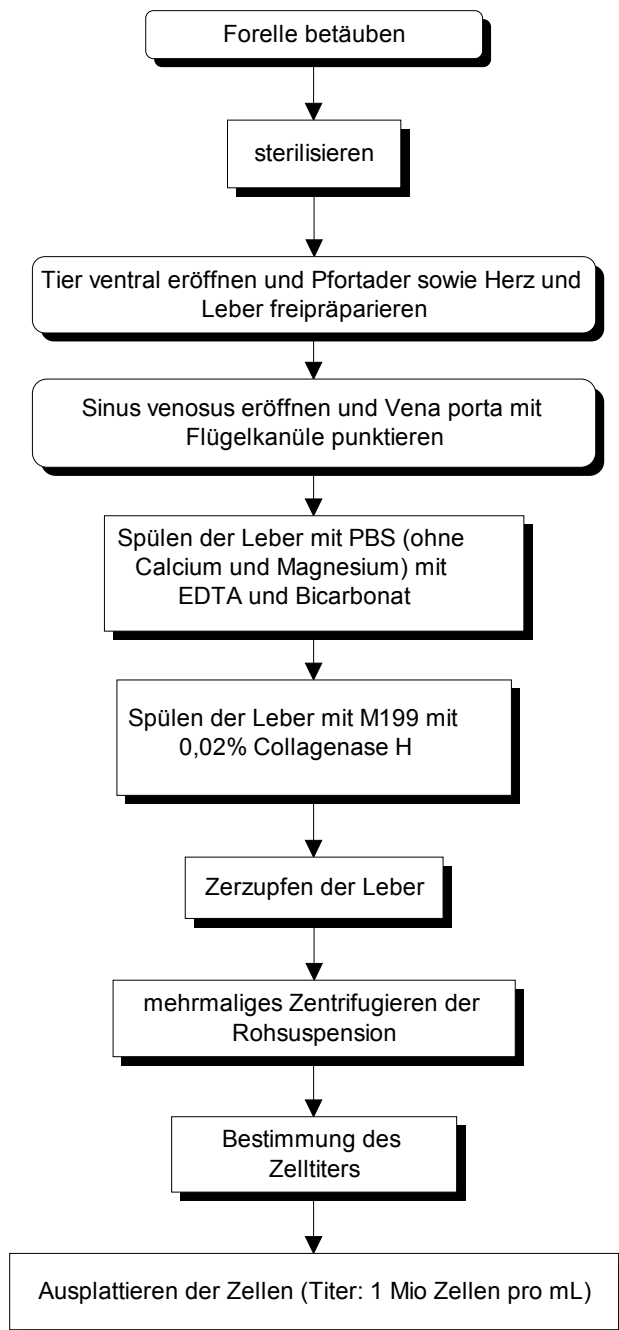 Forelle betäuben
sterilisieren
Tier ventral eröffnen und Pfortader sowie Herz und
Leber freipräparieren
Sinus venosus eröffnen und Vena porta mit
Flügelkanüle punktieren
Spülen der Leber mit PBS (ohne
Calcium und Magnesium) mit
EDTA und Bicarbonat
Spülen der Leber mit M199 mit
0,02% Collagenase H
Zerzupfen der Leber
mehrmaliges Zentrifugieren der
Rohsuspension
Bestimmung des
Zelltiters
Ausplattieren der Zellen (Titer: 1 Mio Zellen pro mL)